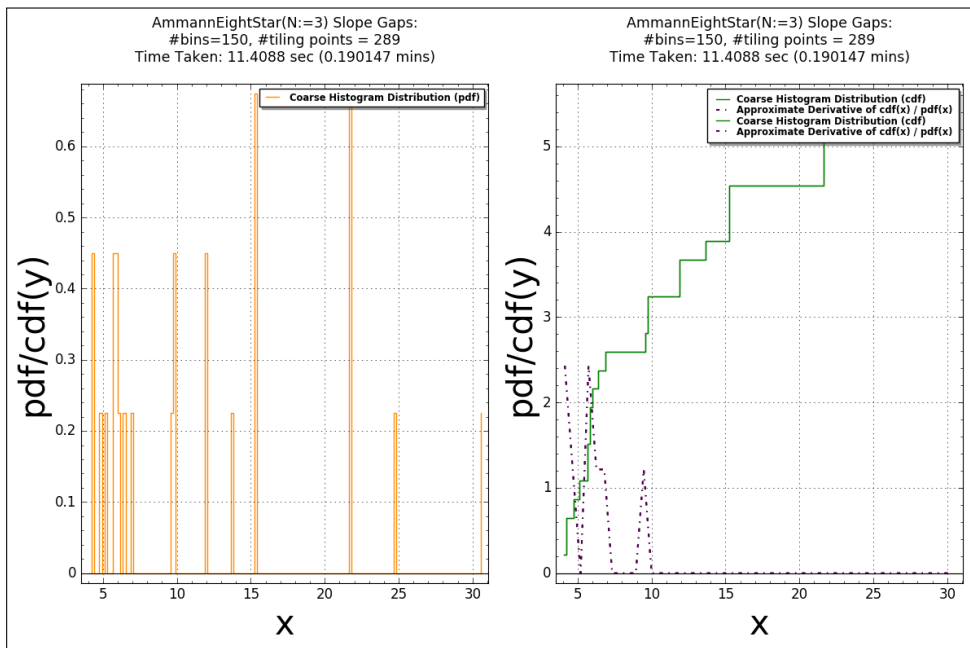 AmmannEightStar(N:=3) Slope Gaps:
#bins=150, #tiling points = 289
Time Taken: 11.4088 sec (0.190147 mins)
Coarse Histogram Distribution (pdf)
pdf/cdf(y)
0.6
0.5
0.4
0.3
0.2
0.1
0
5 10 15 20 25 30
x
AmmannEightStar(N:=3) Slope Gaps:
#bins=150, #tiling points = 289
Time Taken: 11.4088 sec (0.190147 mins)
Coarse Histogram Distribution (cdf)
Approximate Derivative of cdf(x) / pdf(x)
Coarse Histogram Distribution (cdf)
Approximate Derivative of cdf(x) / pdf(x)
pdf/cdf(y)
5
4
3
2
1
0
5 10 15 20 25 30
x